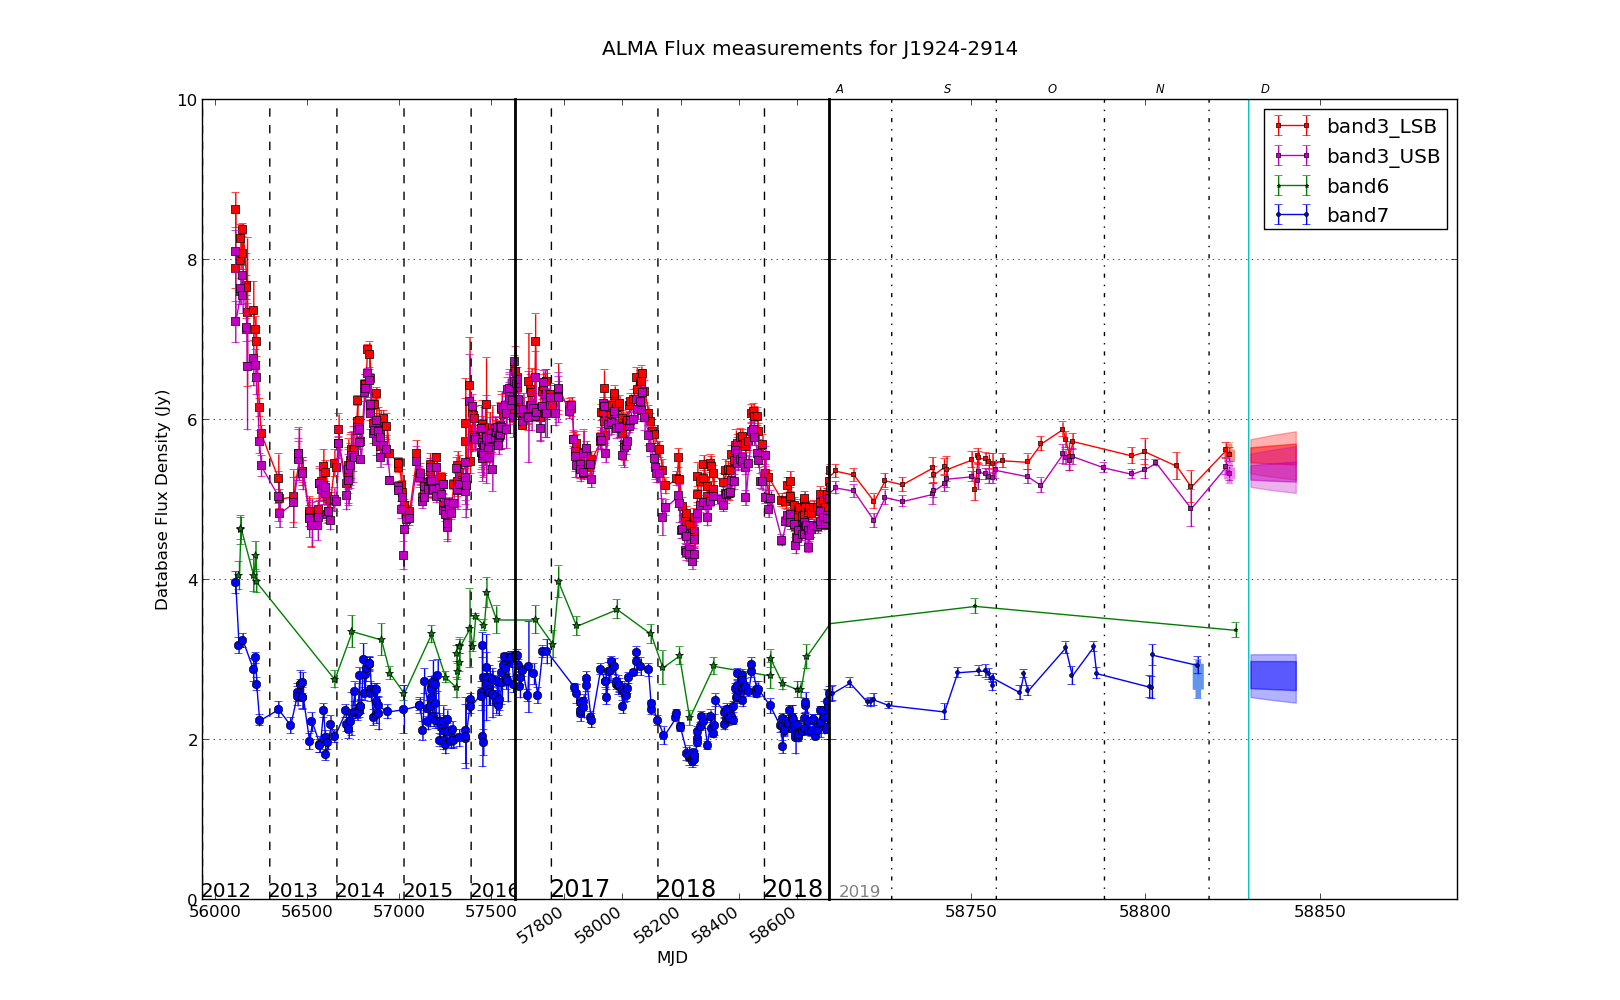 ALMA Flux measurements for J1924-2914
A S O N D
10
8
6
4
2
0
Database Flux Density (Jy)
band3_LSB
band3_USB
band6
band7
2012 2013 2014 2015 2016 2017 2018 2018 2019
56000 56500 57000 57500 57800 58000 58200 58400 58600 58750 58800 58850
MJD